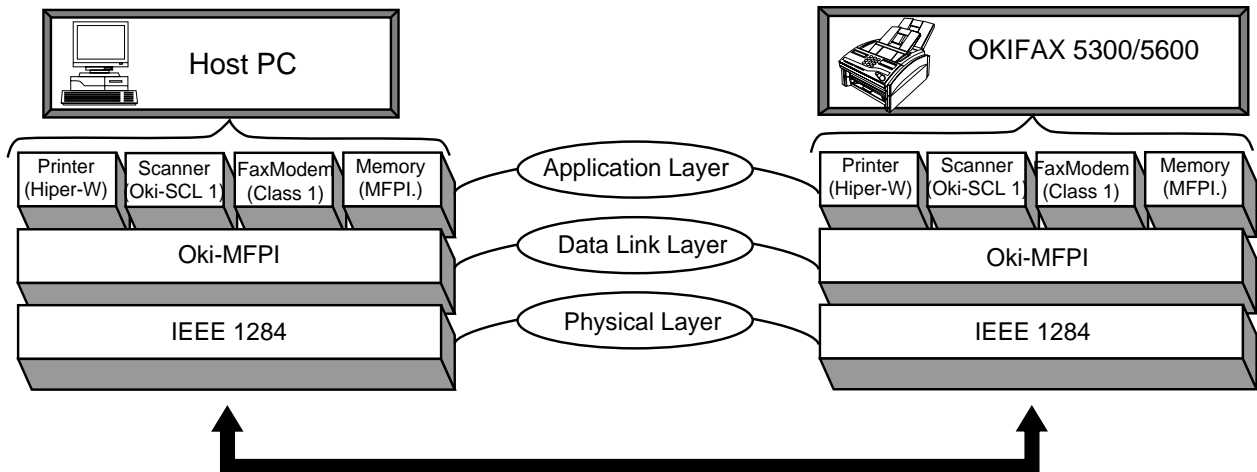 Host PC
OKIFAX 5300/5600
Printer
(Hiper-W)
Scanner
(Oki-SCL 1)
FaxModem
(Class 1)
Memory
(MFPI.)
Application Layer
Printer
(Hiper-W)
Scanner
(Oki-SCL 1)
FaxModem
(Class 1)
Memory
(MFPI.)
Oki-MFPI
Data Link Layer
Oki-MFPI
IEEE 1284
Physical Layer
IEEE 1284